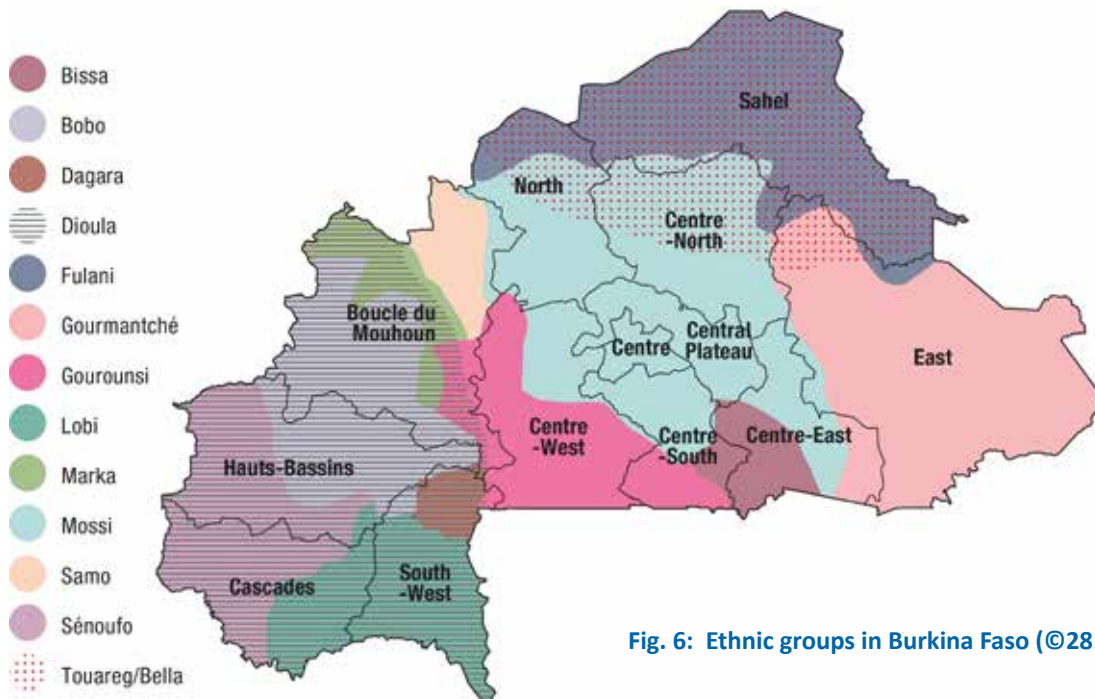 Bissa
Bobo
Dagara
Dioula
Fulani
Gourmantché
Gourounsi
Lobi
Marka
Mossi
Samo
Sénoufo
Touareg/Bella
Sahel
North
Centre
-North
Boucle du
Mouhoun
Centre
Central
Plateau
East
Centre
-West
Centre
-South
Centre-East
Hauts-Bassins
Cascades
South
-West
Fig. 6: Ethnic groups in Burkina Faso (©28